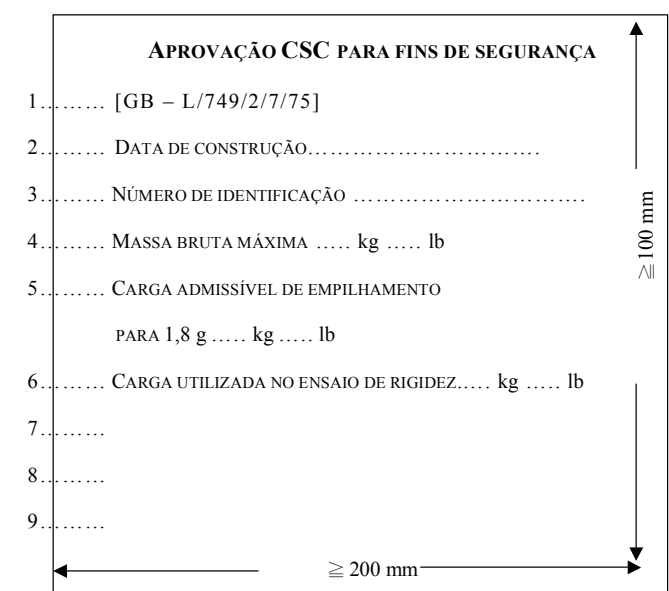 APROVAÇÃO CSC PARA FINS DE SEGURANÇA
1......... [GB – L/749/2/7/75]
2......... DATA DE CONSTRUÇÃO..............................
3......... NÚMERO DE IDENTIFICAÇÃO ..............................
4......... MASSA BRUTA MÁXIMA ..... kg ..... lb
5......... CARGA ADMISSÍVEL DE EMPILHAMENTO
PARA 1,8 g ..... kg ..... lb
6......... CARGA UTILIZADA NO ENSAIO DE RIGIDEZ..... kg ..... lb
7.........
8.........
9.........
≧100 mm
≧ 200 mm